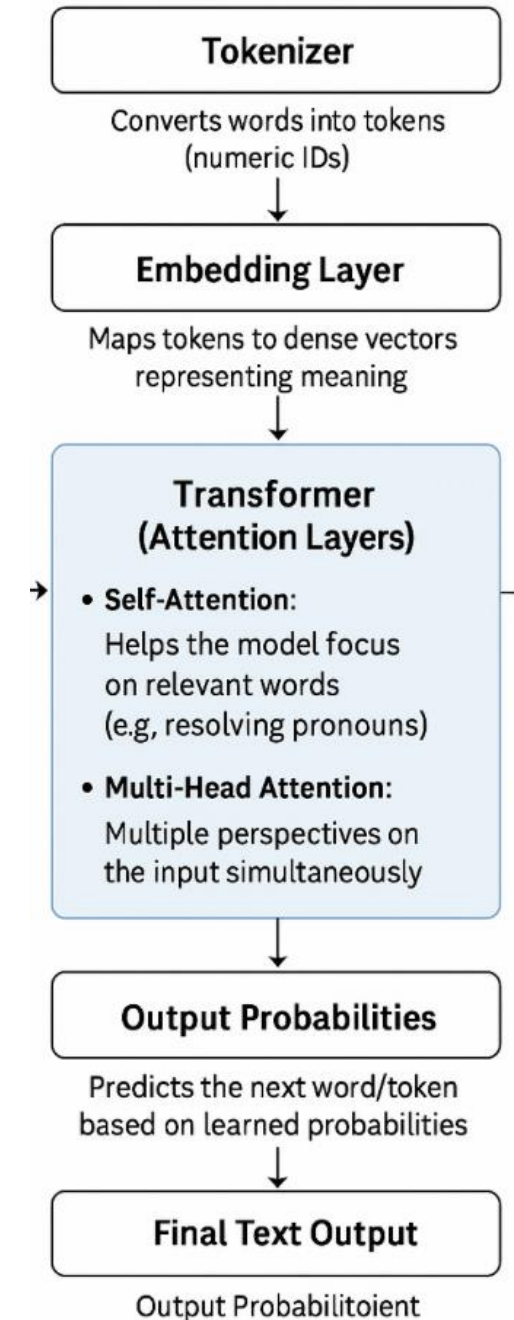 Tokenizer
Converts words into tokens
(numeric IDs)
Embedding Layer
Maps tokens to dense vectors
representing meaning
Transformer
(Attention Layers)
• Self-Attention:
Helps the model focus
on relevant words
(e.g, resolving pronouns)
• Multi-Head Attention:
Multiple perspectives on
the input simultaneously
Output Probabilities
Predicts the next word/token
based on learned probabilities
Final Text Output
Output Probabilitoient